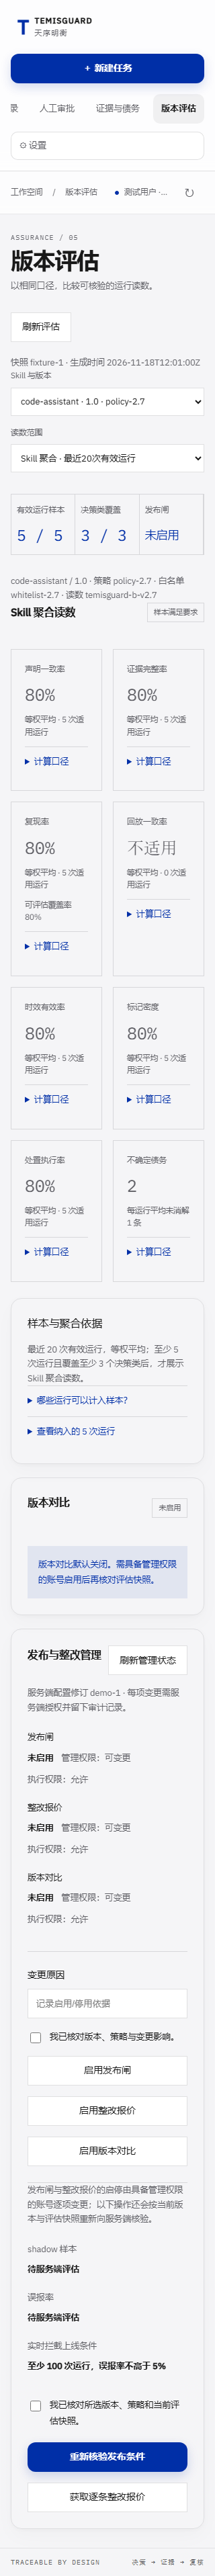 TEMISGUARD
天序明衡
+ 新建任务
录 人工审批 证据与债务 版本评估
⊙ 设置
工作空间 / 版本评估 • 测试用户 ·... ↻
ASSURANCE / 05
版本评估
以相同口径，比较可核验的运行读数。
刷新评估
快照 fixture-1 · 生成时间 2026-11-18T12:01:00Z
Skill 与版本
code-assistant · 1.0 · policy-2.7
读数范围
Skill 聚合 · 最近20次有效运行
有效运行样本 决策类覆盖 发布闸
5 / 5 3 / 3 未启用
code-assistant / 1.0 · 策略 policy-2.7 · 白名单
whitelist-2.7 · 读数 temisguard-b-v2.7
Skill 聚合读数 样本满足要求
声明一致率
80%
等权平均 · 5 次适
用运行
▶ 计算口径
证据完整率
80%
等权平均 · 5 次适
用运行
▶ 计算口径
复现率
80%
等权平均 · 5 次适
用运行
可评估覆盖率
80%
▶ 计算口径
回放一致率
不适用
等权平均 · 0 次适
用运行
▶ 计算口径
时效有效率
80%
等权平均 · 5 次适
用运行
▶ 计算口径
标记密度
80%
等权平均 · 5 次适
用运行
▶ 计算口径
处置执行率
80%
等权平均 · 5 次适
用运行
▶ 计算口径
不确定债务
2
每运行平均未消解
1 条
▶ 计算口径
样本与聚合依据
最近 20 次有效运行，等权平均；至少 5
次运行且覆盖至少 3 个决策类后，才展示
Skill 聚合读数。
▶ 哪些运行可以计入样本?
▶ 查看纳入的 5 次运行
版本对比 未启用
版本对比默认关闭。需具备管理权限
的账号启用后再核对评估快照。
发布与整改管理 刷新管理状态
服务端配置修订 demo-1 · 每项变更需服
务端授权并留下审计记录。
发布闸
未启用 管理权限：可变更
执行权限：允许
整改报价
未启用 管理权限：可变更
执行权限：允许
版本对比
未启用 管理权限：可变更
执行权限：允许
变更原因
记录启用/停用依据
我已核对版本、策略与变更影响。
启用发布闸
启用整改报价
启用版本对比
发布闸与整改报价的启停由具备管理权限
的账号逐项变更；以下操作还会按当前版
本与评估快照重新向服务端核验。
shadow 样本
待服务端评估
误报率
待服务端评估
实时拦截上线条件
至少 100 次运行，误报率不高于 5%
我已核对所选版本、策略和当前评
估快照。
重新核验发布条件
获取逐条整改报价
TRACEABLE BY DESIGN 决策 → 证据 → 复核